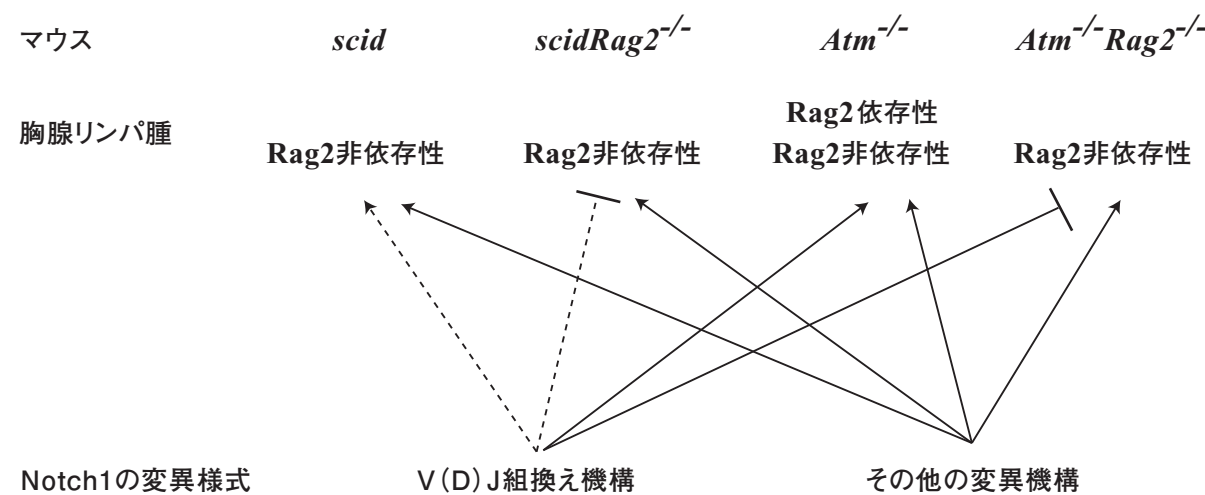 マウス scid scidRag2-/- Atm-/- Atm-/-Rag2-/-
Rag2依存性
胸腺リンパ腫
Rag2非依存性 Rag2非依存性 Rag2非依存性 Rag2非依存性
Notch1の変異様式 V(D)J組換え機構 その他の変異機構